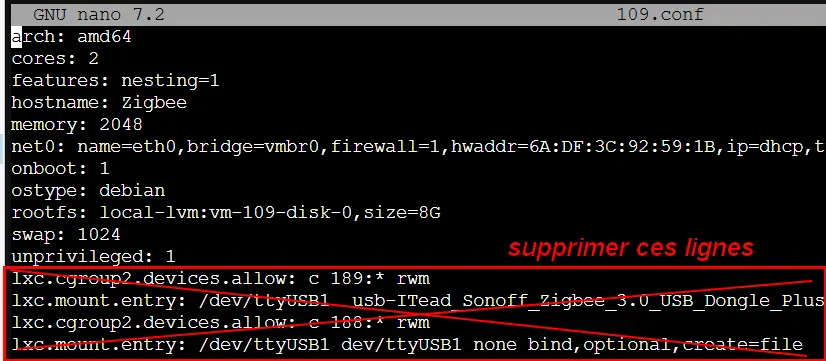 GNU nano 7.2 109.conf
arch: amd64
cores: 2
features: nesting=1
hostname: Zigbee
memory: 2048
net0: name=eth0,bridge=vmbr0,firewall=1,hwaddr=6A:DF:3C:92:59:1B,ip=dhcp,t
onboot: 1
ostype: debian
rootfs: local-lvm:vm-109-disk-0,size=8G
swap: 1024
unprivileged: 1
supprimer ces lignes
lxc.cgroup2.devices.allow: c 189:* rwm
lxc.mount.entry: /dev/ttyUSB1 usb-ITead_Sonoff_Zigbee_3.0_USB_Dongle_Plus
lxc.cgroup2.devices.allow: c 188:* rwm
lxc.mount.entry: /dev/ttyUSB1 dev/ttyUSB1 none bind,optional,create=file